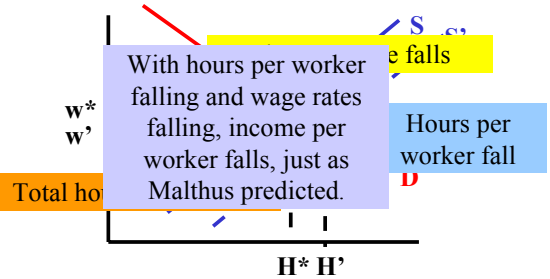 S
S'
falls
With hours per worker
falling and wage rates
falling, income per
worker falls, just as
Malthus predicted.
w*
w'
Hours per
worker fall
D
Total
H* H'